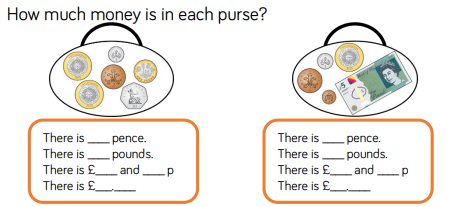 How much money is in each purse?
There is ____ pence.
There is ____ pounds.
There is £____ and ____ p
There is £___.____
There is ____ pence.
There is ____ pounds.
There is £____ and ____ p
There is £___.____